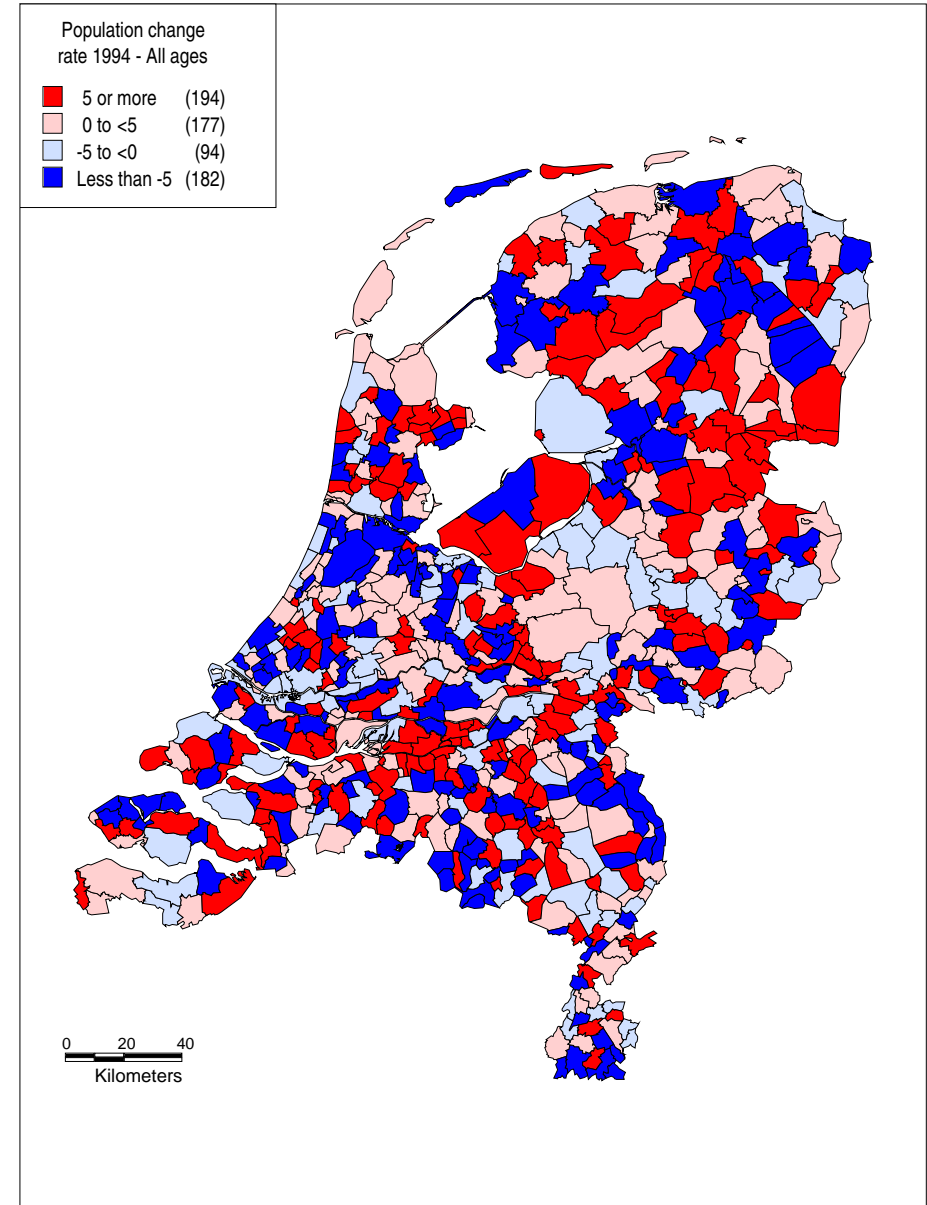 Population change
rate 1994 - All ages
5 or more (194)
0 to <5 (177)
-5 to <0 (94)
Less than -5 (182)
0 20 40
Kilometers